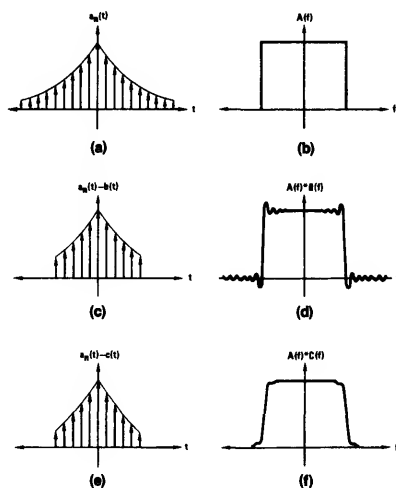 aₙ(t)
A(f)
t
f
(a)
(b)
aₙ(t)–b(t)
A(f)*B(f)
t
(c)
(d)
aₙ(t)–c(t)
A(f)*C(f)
t
(e)
(f)